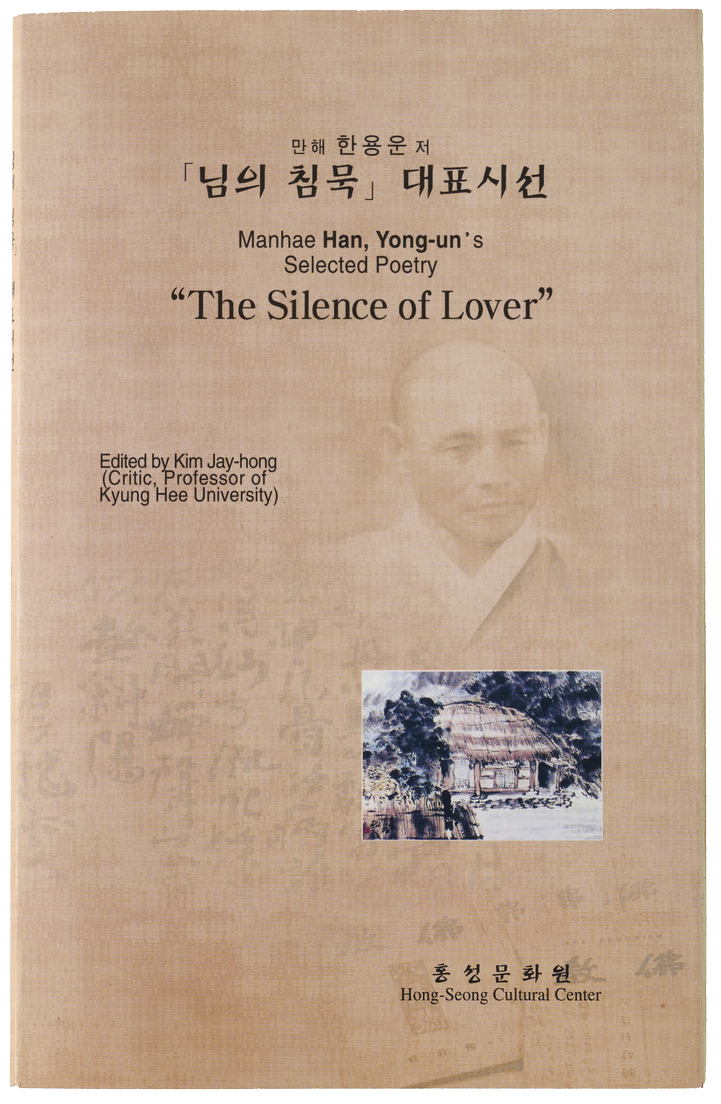 만해 한용운 저
「님의 침묵」 대표시선
Manhae Han, Yong-un's
Selected Poetry
“The Silence of Lover”
Edited by Kim Jay-hong
(Critic, Professor of
Kyung Hee University)
홍성문화원
Hong-Seong Cultural Center